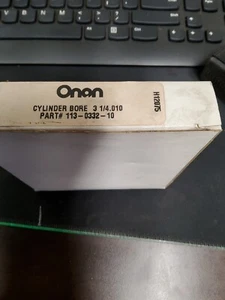 Onan
CYLINDER BORE 3 1/4.010
PART# 113-0332-10